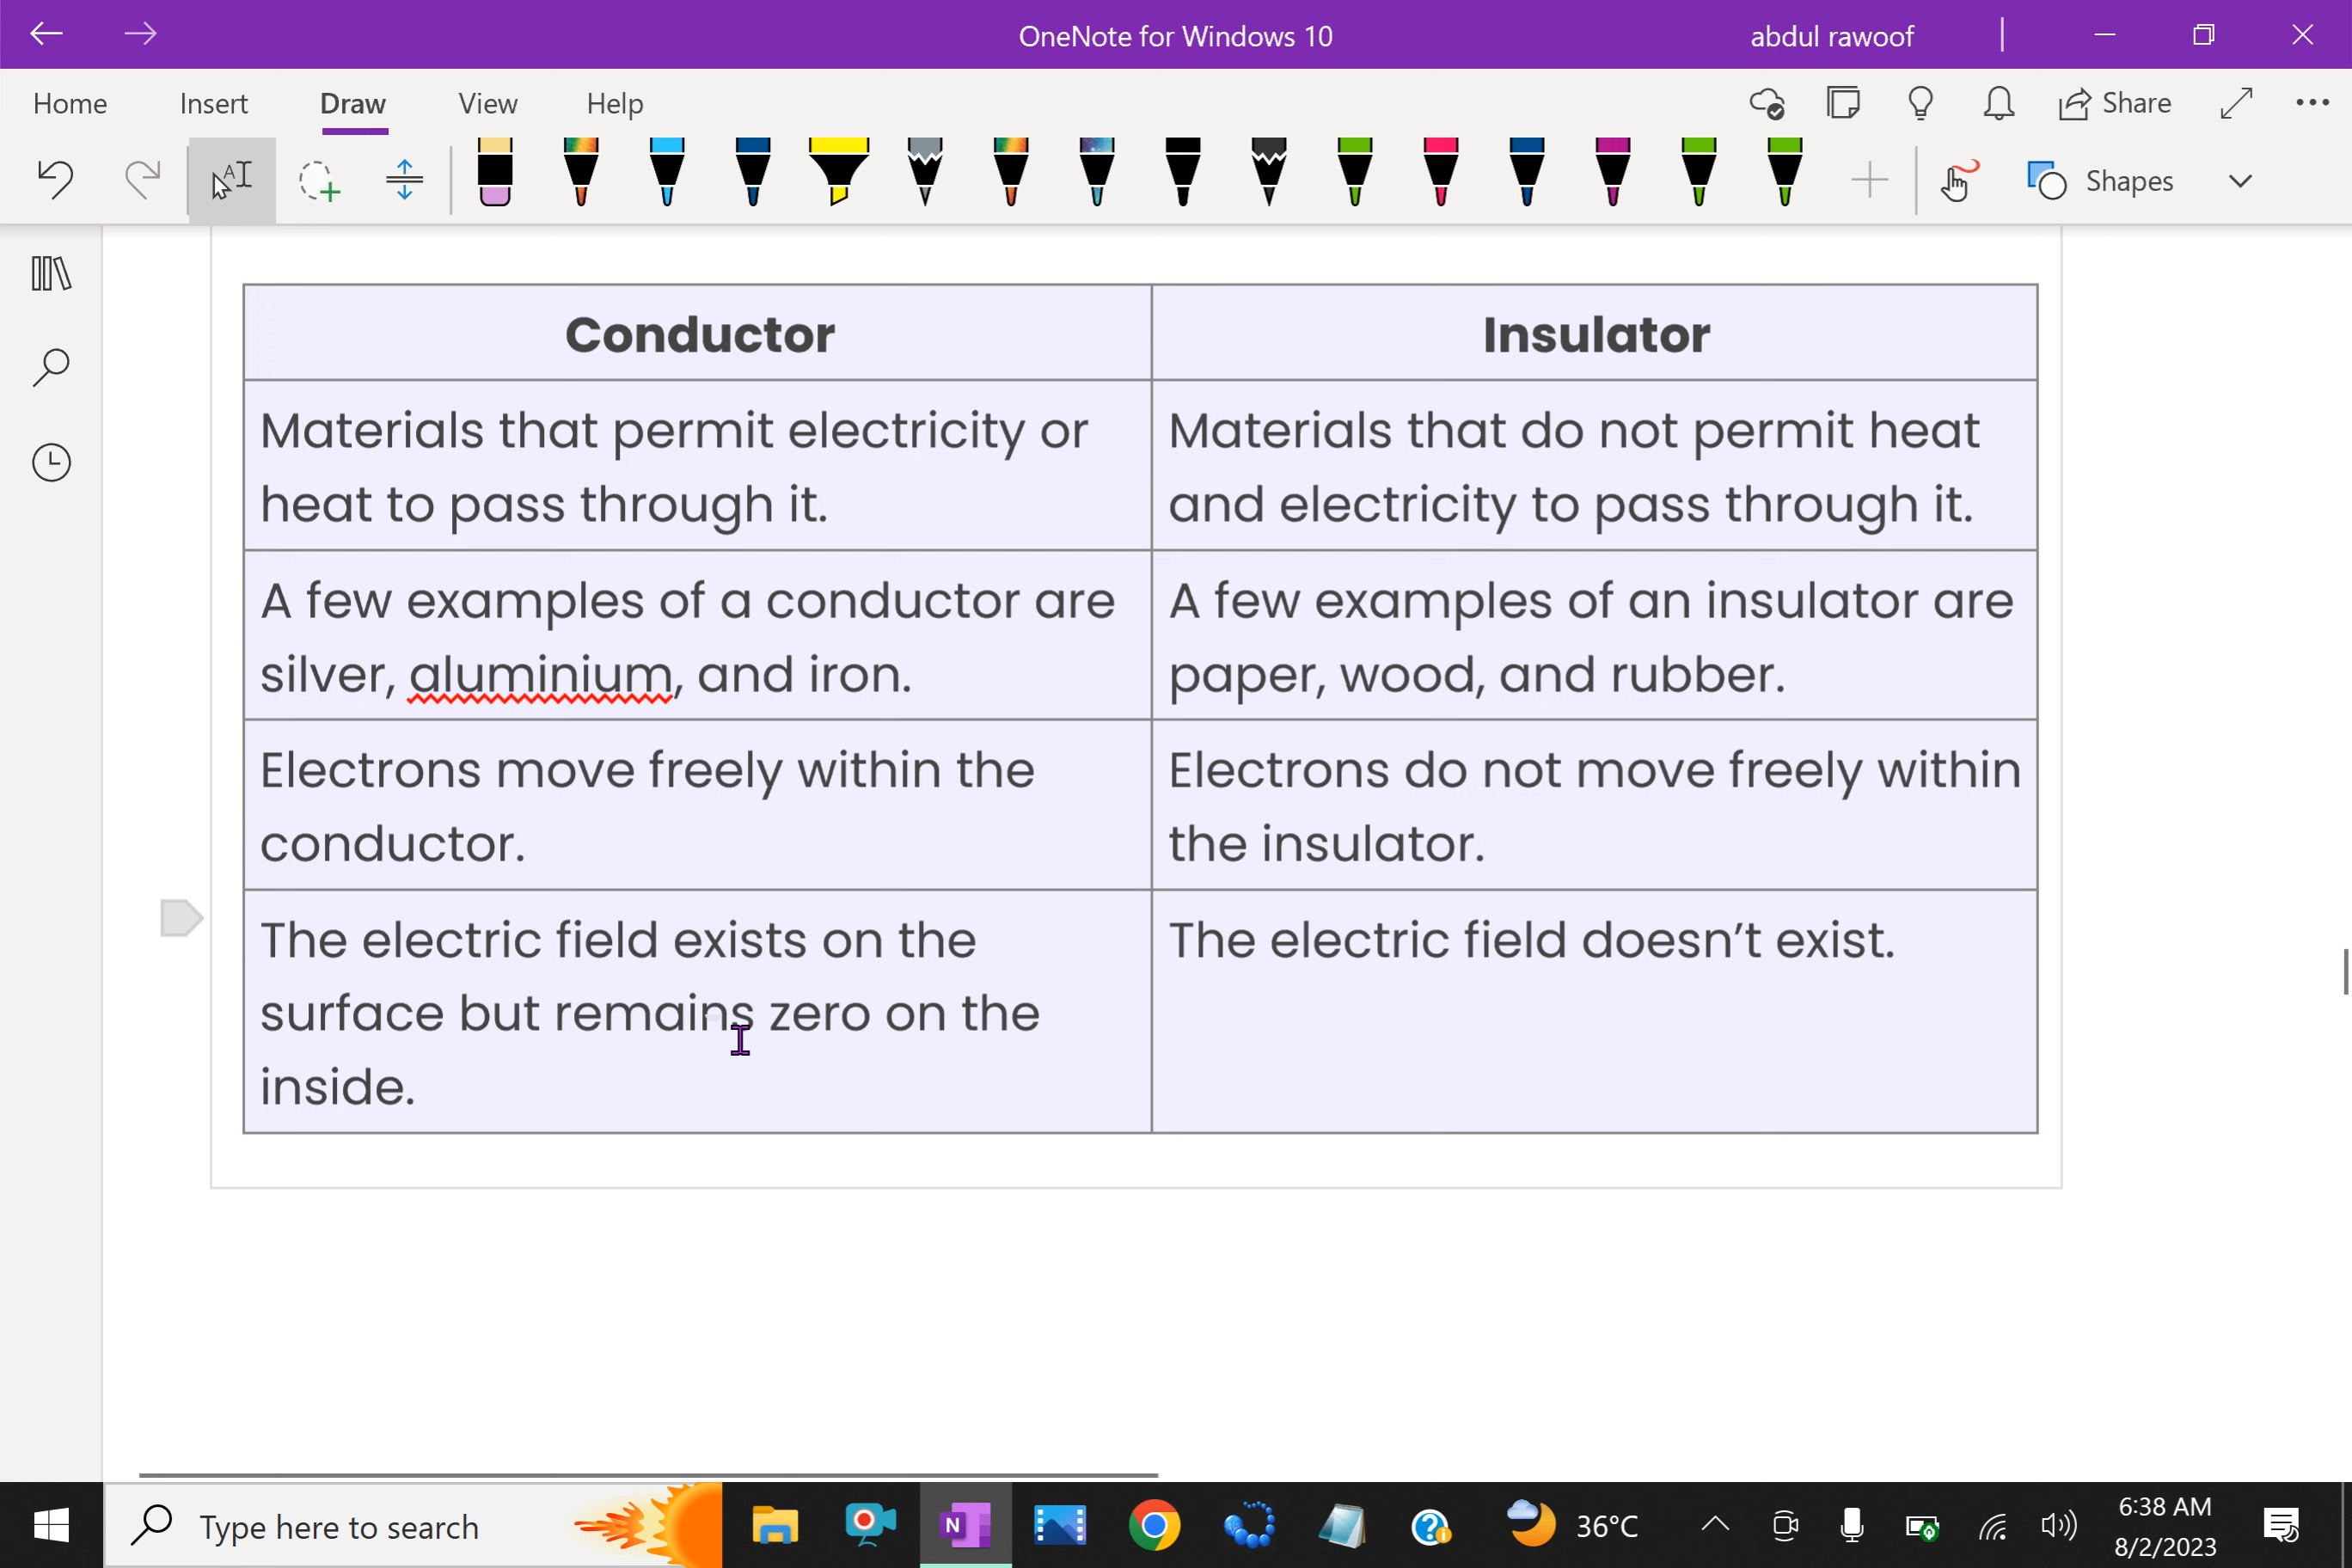 OneNote for Windows 10
abdul rawoof
Home Insert Draw View Help
Share
AI
Shapes
Conductor
Insulator
Materials that permit electricity or
heat to pass through it.
Materials that do not permit heat
and electricity to pass through it.
A few examples of a conductor are
silver, aluminium, and iron.
A few examples of an insulator are
paper, wood, and rubber.
Electrons move freely within the
conductor.
Electrons do not move freely within
the insulator.
The electric field exists on the
surface but remains zero on the
inside.
The electric field doesn't exist.
Type here to search
N
36°C
6:38 AM
8/2/2023